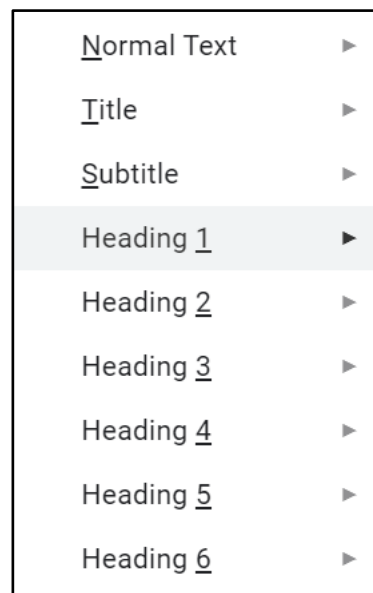 Normal Text
Title
Subtitle
Heading 1
Heading 2
Heading 3
Heading 4
Heading 5
Heading 6